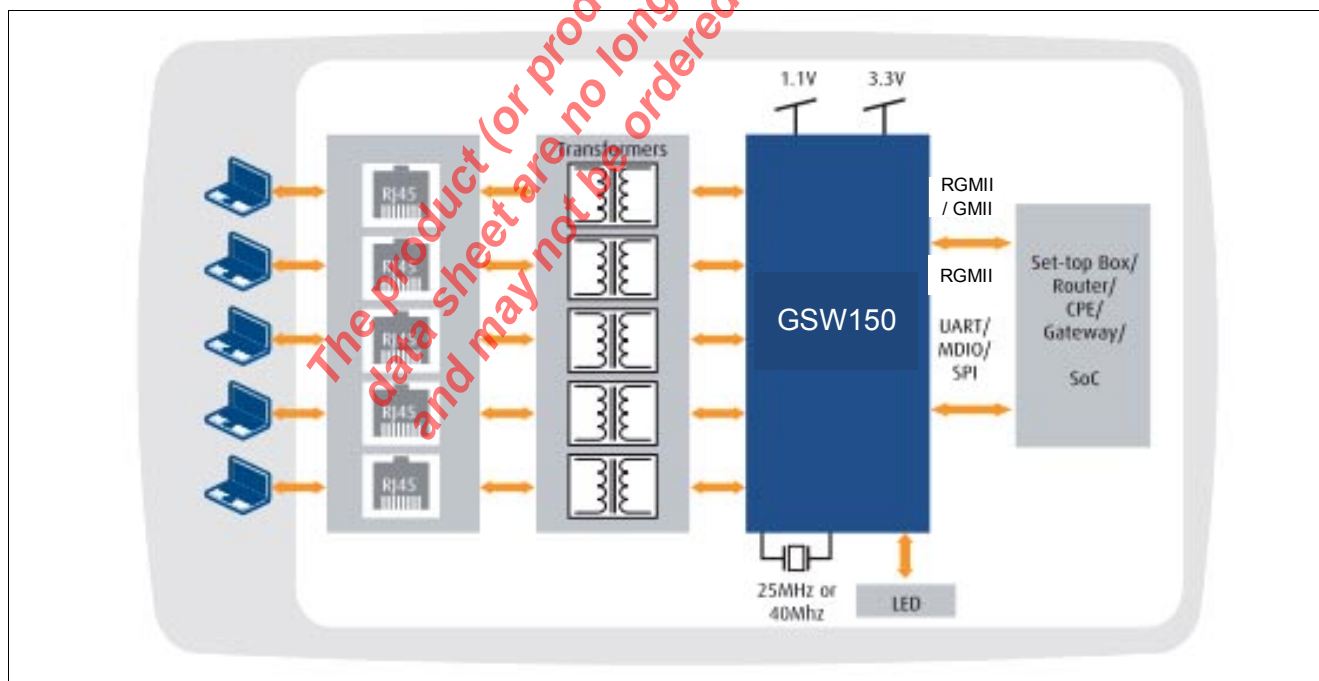 The product (or prod
data sheet are no long
and may not be ordered
1.1V
3.3V
Transformers
RJ45
RJ45
RJ45
RJ45
RJ45
GSW150
RGMII
/ GMII
RGMII
UART/
MDIO/
SPI
Set-top Box/
Router/
CPE/
Gateway/
SoC
25MHz or
40Mhz
LED